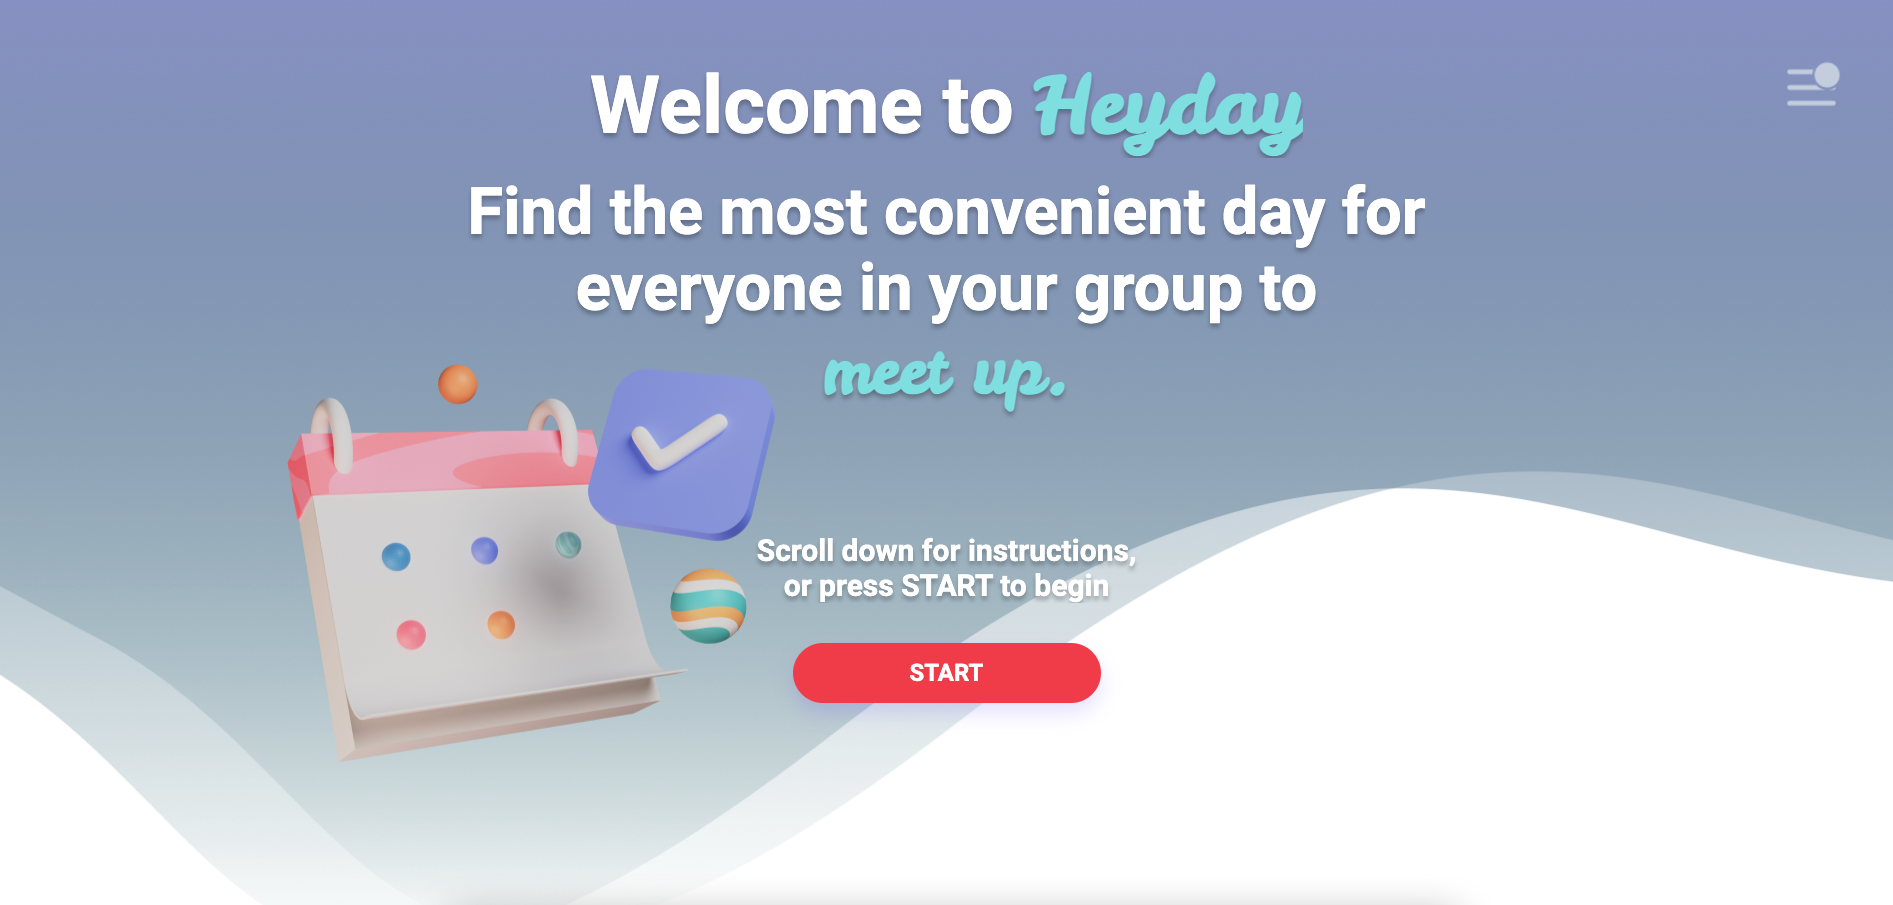 Welcome to Heyday
Find the most convenient day for
everyone in your group to
meet up.
Scroll down for instructions,
or press START to begin
START